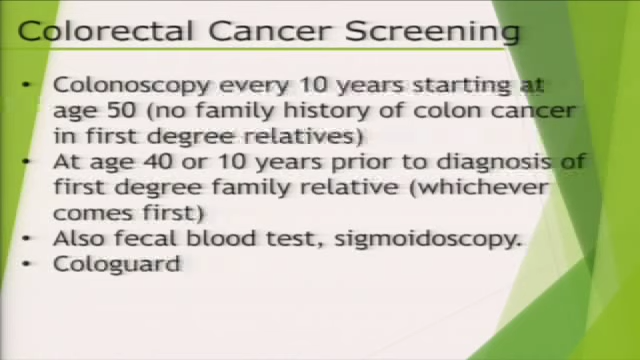 Colorectal Cancer Screening
• Colonoscopy every 10 years starting at
age 50 (no family history of colon cancer
in first degree relatives)
• At age 40 or 10 years prior to diagnosis of
first degree family relative (whichever
comes first)
• Also fecal blood test, sigmoidoscopy.
• Cologuard